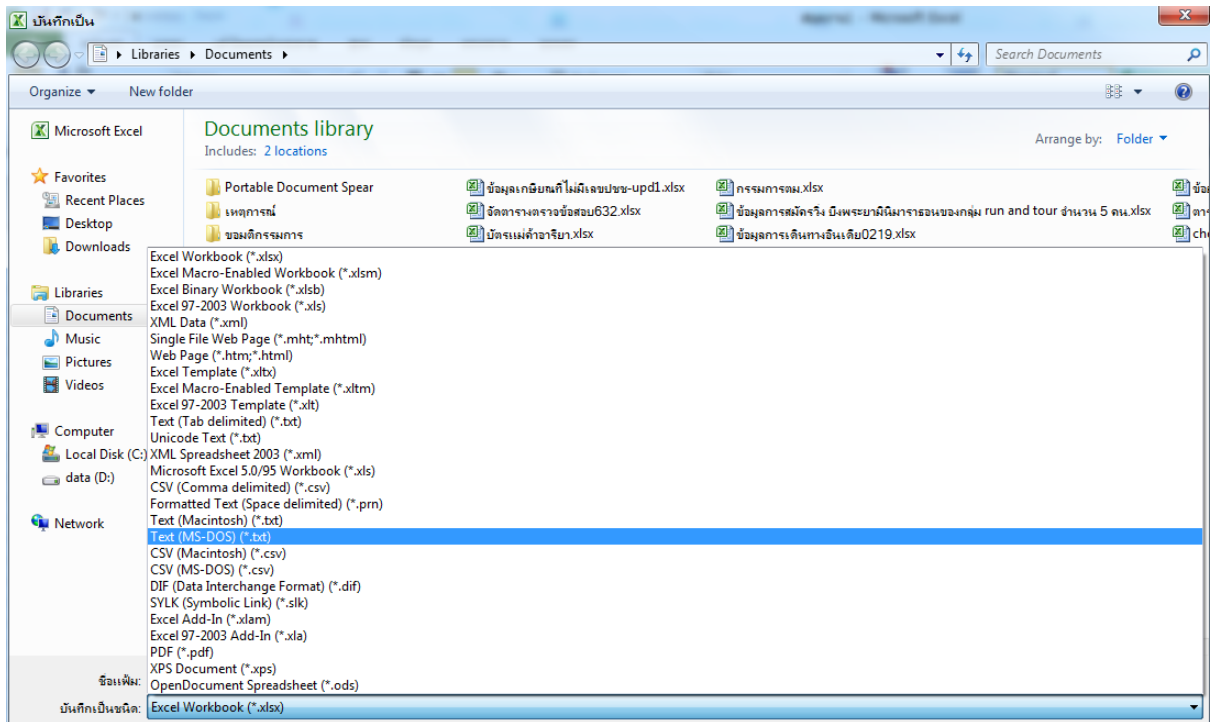 บันทึกเป็น
Libraries Documents Search Documents
Organize New folder
Microsoft Excel
Documents library
Includes: 2 locations
Arrange by: Folder
Favorites
Recent Places
Desktop
Downloads
Portable Document Spear ข้อมูลเกษียณที่ไม่มีเลขปชช-upd1.xlsx กรรมการตม.xlsx
เหตุการณ์ จัดตารางตรวจข้อสอบ632.xlsx ข้อมูลการสมัครวิ่ง บึงพระยามินิมาราธอนของกลุ่ม run and tour จำนวน 5 คน.xlsx
ขอมติกรรมการ บัตรแม่ค้าอาริยา.xlsx ข้อมูลการเดินทางอินเดีย0219.xlsx
Libraries
Documents
Music
Pictures
Videos
Computer
Local Disk (C:)
data (D:)
Network
Excel Workbook (*.xlsx)
Excel Macro-Enabled Workbook (*.xlsm)
Excel Binary Workbook (*.xlsb)
Excel 97-2003 Workbook (*.xls)
XML Data (*.xml)
Single File Web Page (*.mht;*.mhtml)
Web Page (*.htm;*.html)
Excel Template (*.xltx)
Excel Macro-Enabled Template (*.xltm)
Excel 97-2003 Template (*.xlt)
Text (Tab delimited) (*.txt)
Unicode Text (*.txt)
XML Spreadsheet 2003 (*.xml)
Microsoft Excel 5.0/95 Workbook (*.xls)
CSV (Comma delimited) (*.csv)
Formatted Text (Space delimited) (*.prn)
Text (Macintosh) (*.txt)
Text (MS-DOS) (*.txt)
CSV (Macintosh) (*.csv)
CSV (MS-DOS) (*.csv)
DIF (Data Interchange Format) (*.dif)
SYLK (Symbolic Link) (*.slk)
Excel Add-In (*.xlam)
Excel 97-2003 Add-In (*.xla)
PDF (*.pdf)
XPS Document (*.xps)
OpenDocument Spreadsheet (*.ods)
ชื่อแฟ้ม:
บันทึกเป็นชนิด: Excel Workbook (*.xlsx)